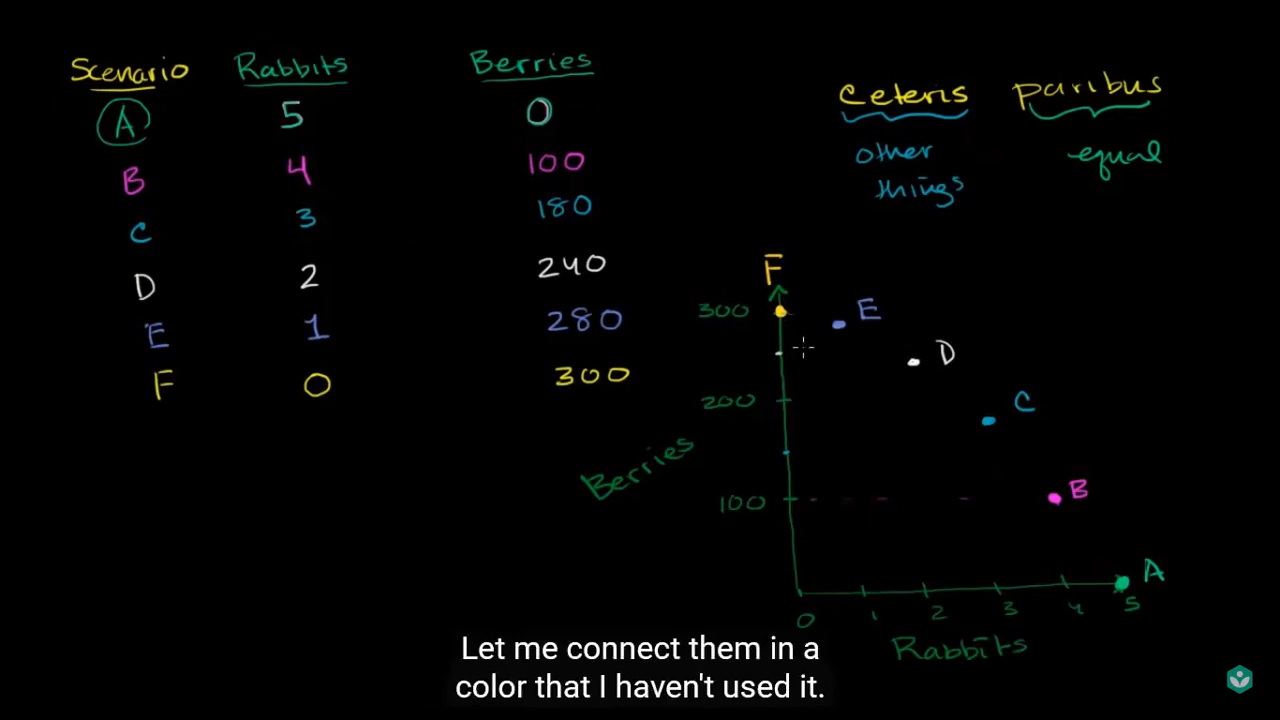 Scenario Rabbits Berries
A 5 0
B 4 100
C 3 180
D 2 240
E 1 280
F 0 300
Ceteris paribus
other equal
things
F
300
E
D
200
C
Berries
100
B
A
0 1 2 3 4 5
Rabbits
Let me connect them in a
color that I haven't used it.